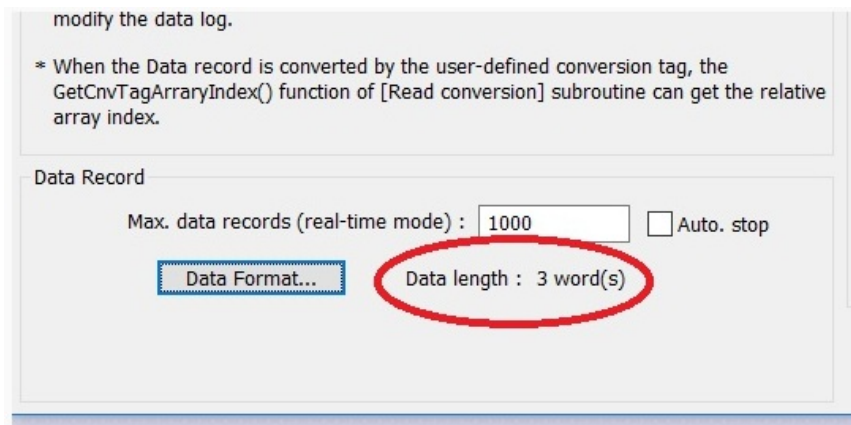 modify the data log.
* When the Data record is converted by the user-defined conversion tag, the
GetCnvTagArraryIndex() function of [Read conversion] subroutine can get the relative
array index.
Data Record
Max. data records (real-time mode) : 1000 Auto. stop
Data Format... Data length : 3 word(s)